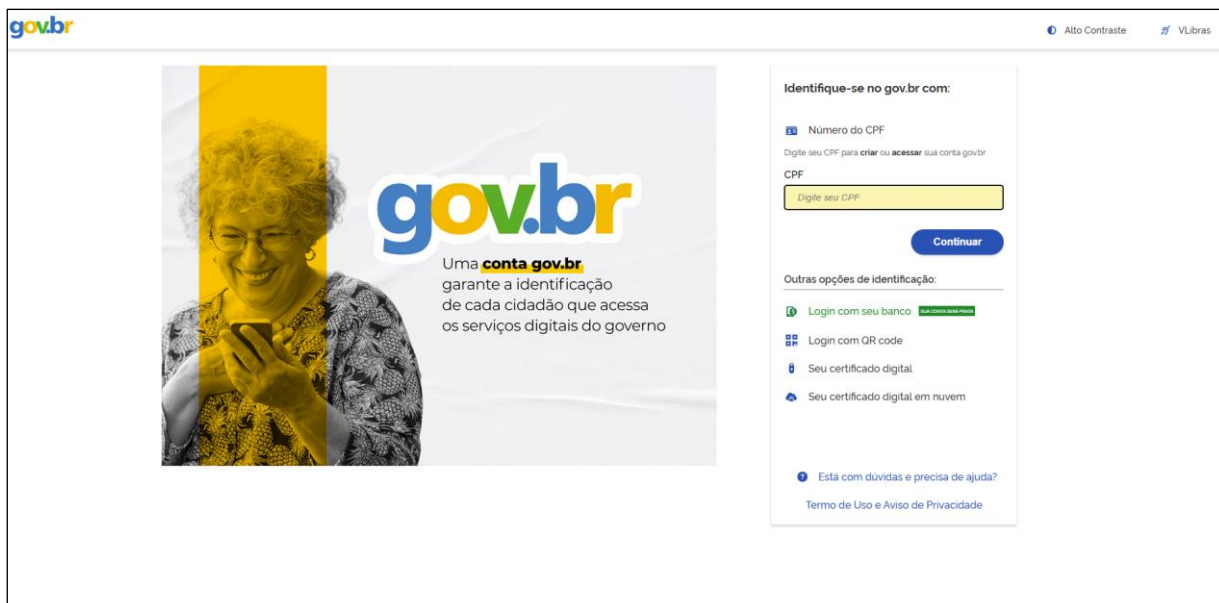 gov.br
Alto Contraste
VLibras
gov.br
Uma conta gov.br
garante a identificação
de cada cidadão que acessa
os serviços digitais do governo
Identifique-se no gov.br com:
Número do CPF
Digite seu CPF para criar ou acessar sua conta gov.br
CPF
Digite seu CPF
Continuar
Outras opções de identificação:
Login com seu banco SUA CONTA SERÁ PRATA
Login com QR code
Seu certificado digital
Seu certificado digital em nuvem
Está com dúvidas e precisa de ajuda?
Termo de Uso e Aviso de Privacidade